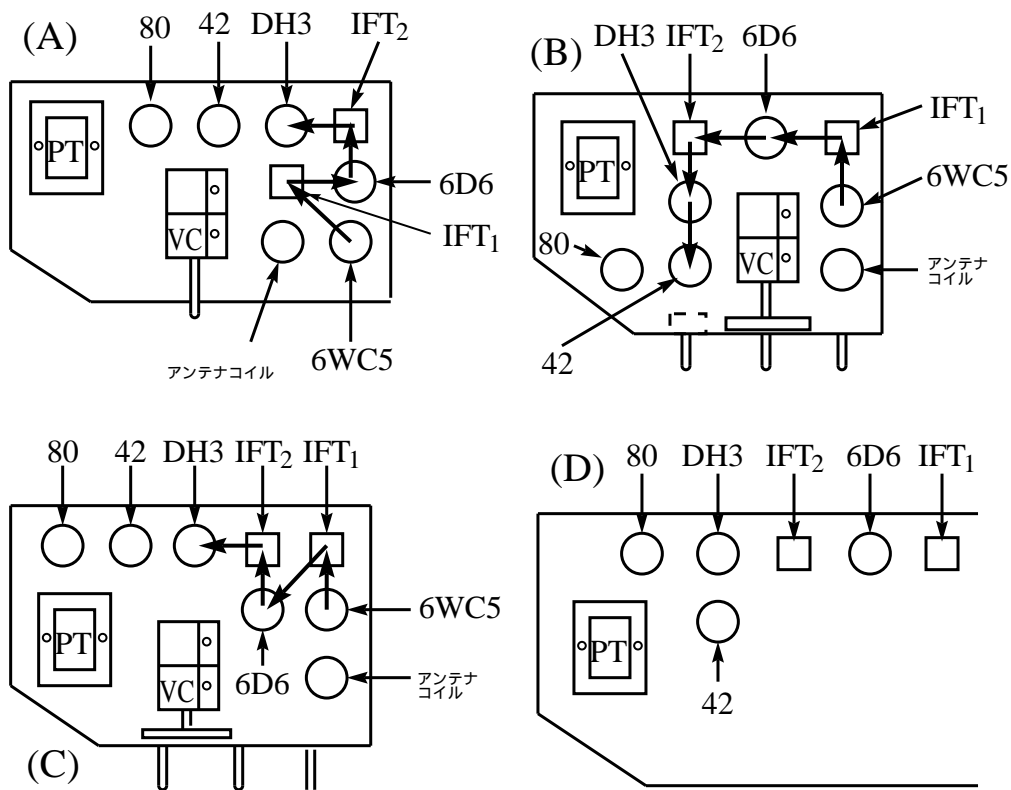 (A)
80
42
DH3
IFT2
PT
6D6
VC
IFT1
6WC5
アンテナコイル
(B)
DH3
IFT2
6D6
IFT1
PT
6WC5
80
VC
アンテナ
コイル
42
(C)
80
42
DH3
IFT2
IFT1
6WC5
PT
VC
6D6
アンテナ
コイル
(D)
80
DH3
IFT2
6D6
IFT1
PT
42